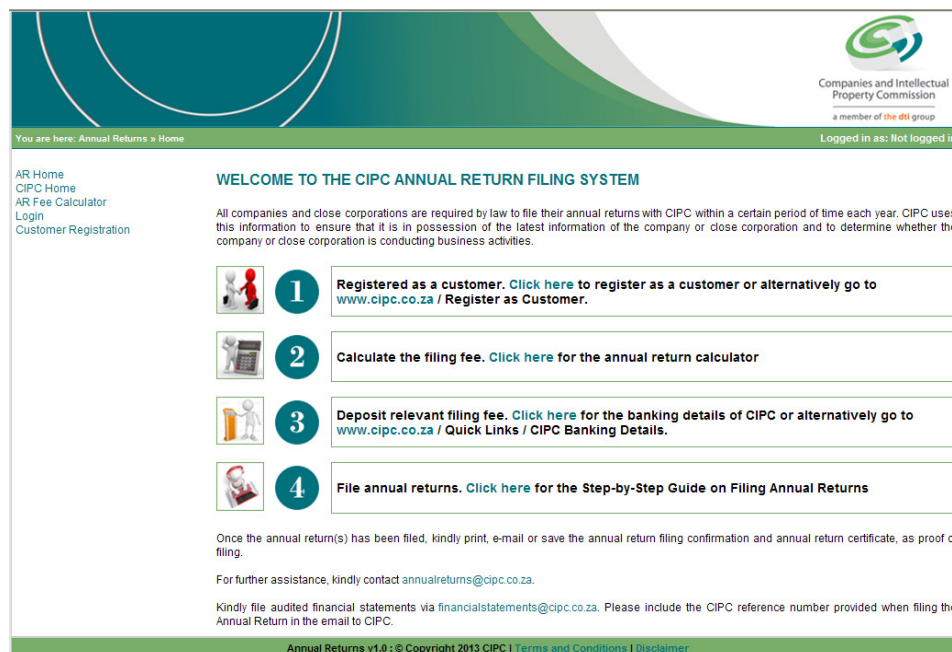 Companies and Intellectual
Property Commission
a member of the dti group
You are here: Annual Returns » Home
Logged in as: Not logged in
AR Home
CIPC Home
AR Fee Calculator
Login
Customer Registration
WELCOME TO THE CIPC ANNUAL RETURN FILING SYSTEM
All companies and close corporations are required by law to file their annual returns with CIPC within a certain period of time each year. CIPC uses
this information to ensure that it is in possession of the latest information of the company or close corporation and to determine whether the
company or close corporation is conducting business activities.
1
Registered as a customer. Click here to register as a customer or alternatively go to
www.cipc.co.za / Register as Customer.
2
Calculate the filing fee. Click here for the annual return calculator
3
Deposit relevant filing fee. Click here for the banking details of CIPC or alternatively go to
www.cipc.co.za / Quick Links / CIPC Banking Details.
4
File annual returns. Click here for the Step-by-Step Guide on Filing Annual Returns
Once the annual return(s) has been filed, kindly print, e-mail or save the annual return filing confirmation and annual return certificate, as proof o
filing.
For further assistance, kindly contact annualreturns@cipc.co.za.
Kindly file audited financial statements via financialstatements@cipc.co.za. Please include the CIPC reference number provided when filing the
Annual Return in the email to CIPC.
Annual Returns v1.0 : © Copyright 2013 CIPC | Terms and Conditions | Disclaimer